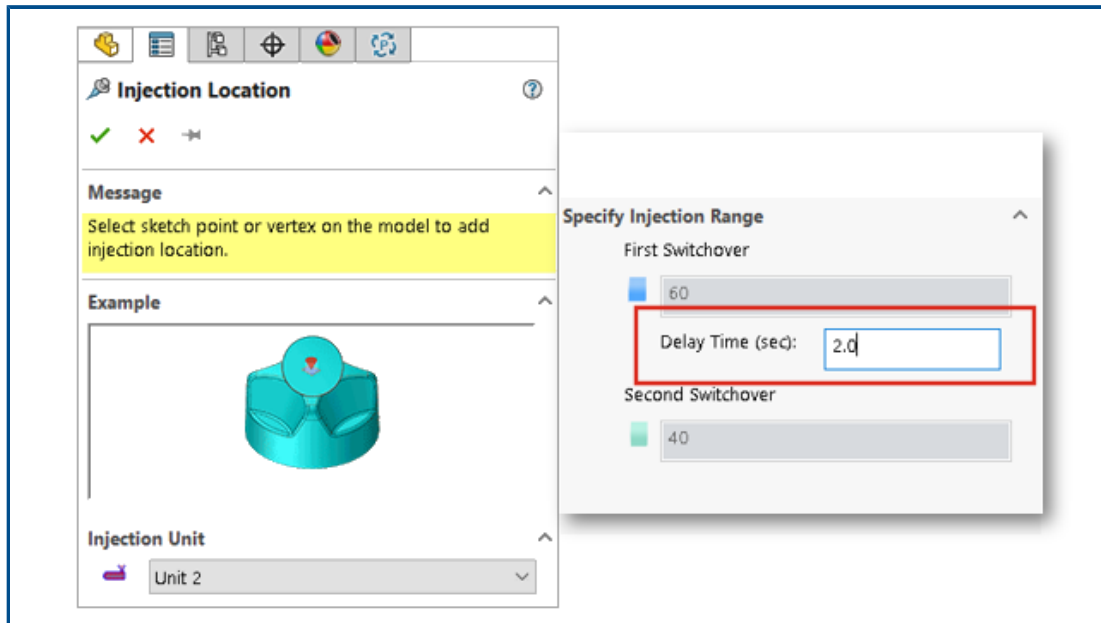 Injection Location
Message
Select sketch point or vertex on the model to add
injection location.
Example
Injection Unit
Unit 2
Specify Injection Range
First Switchover
60
Delay Time (sec): 2.0
Second Switchover
40